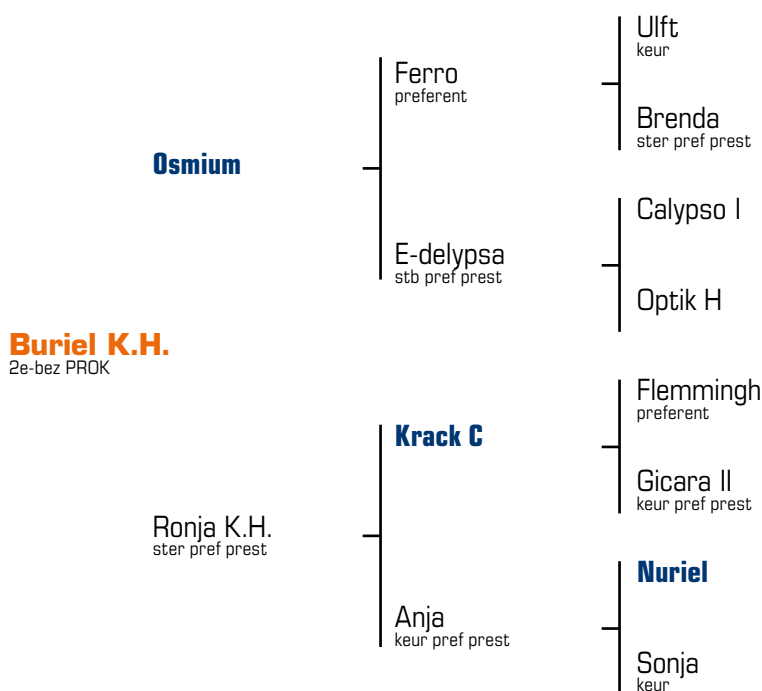 Ulft
keur
Ferro
preferent
Brenda
ster pref prest
Osmium
Calypso I
E-delypsa
stb pref prest
Optik H
Buriel K.H.
2e-bez PROK
Flemmingh
preferent
Krack C
Gicara II
keur pref prest
Ronja K.H.
ster pref prest
Nuriel
Anja
keur pref prest
Sonja
keur